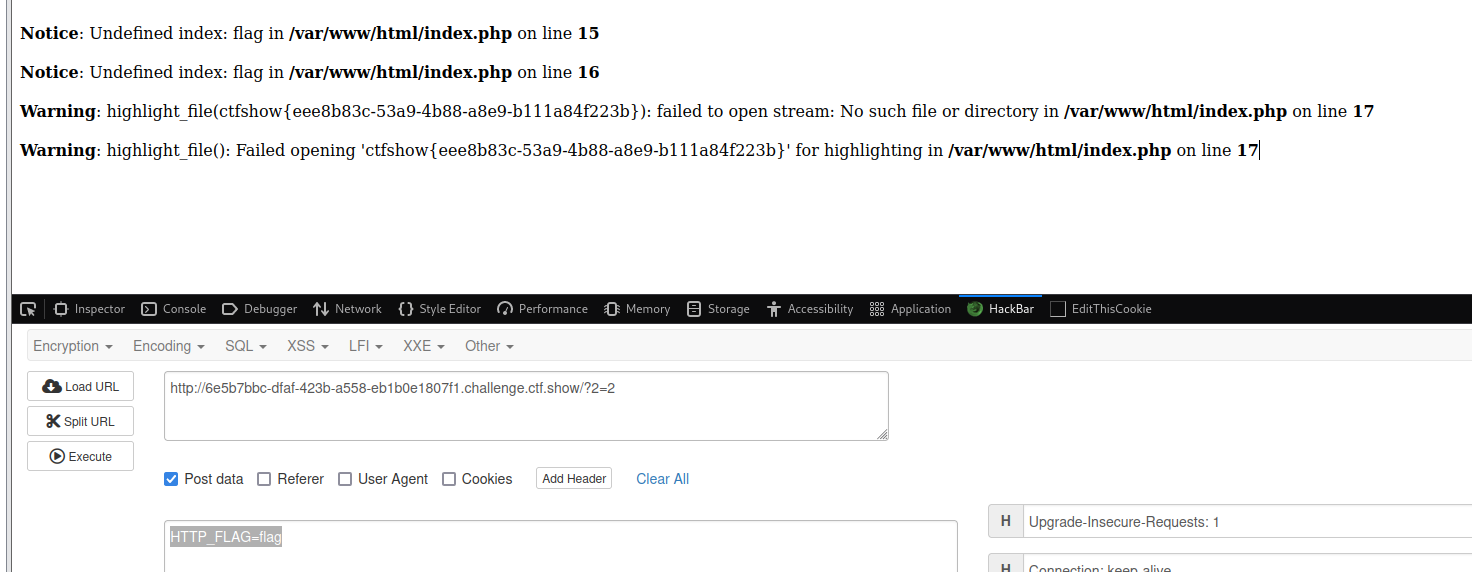 Notice: Undefined index: flag in /var/www/html/index.php on line 15
Notice: Undefined index: flag in /var/www/html/index.php on line 16
Warning: highlight_file(ctfshow{eee8b83c-53a9-4b88-a8e9-b111a84f223b}): failed to open stream: No such file or directory in /var/www/html/index.php on line 17
Warning: highlight_file(): Failed opening 'ctfshow{eee8b83c-53a9-4b88-a8e9-b111a84f223b}' for highlighting in /var/www/html/index.php on line 17
Inspector Console Debugger Network Style Editor Performance Memory Storage Accessibility Application HackBar EditThisCookie
Encryption Encoding SQL XSS LFI XXE Other
Load URL
http://6e5b7bbc-dfaf-423b-a558-eb1b0e1807f1.challenge.ctf.show/?2=2
Split URL
Execute
Post data Referer User Agent Cookies Add Header Clear All
HTTP_FLAG=flag
H Upgrade-Insecure-Requests: 1
H Connection: keep-alive